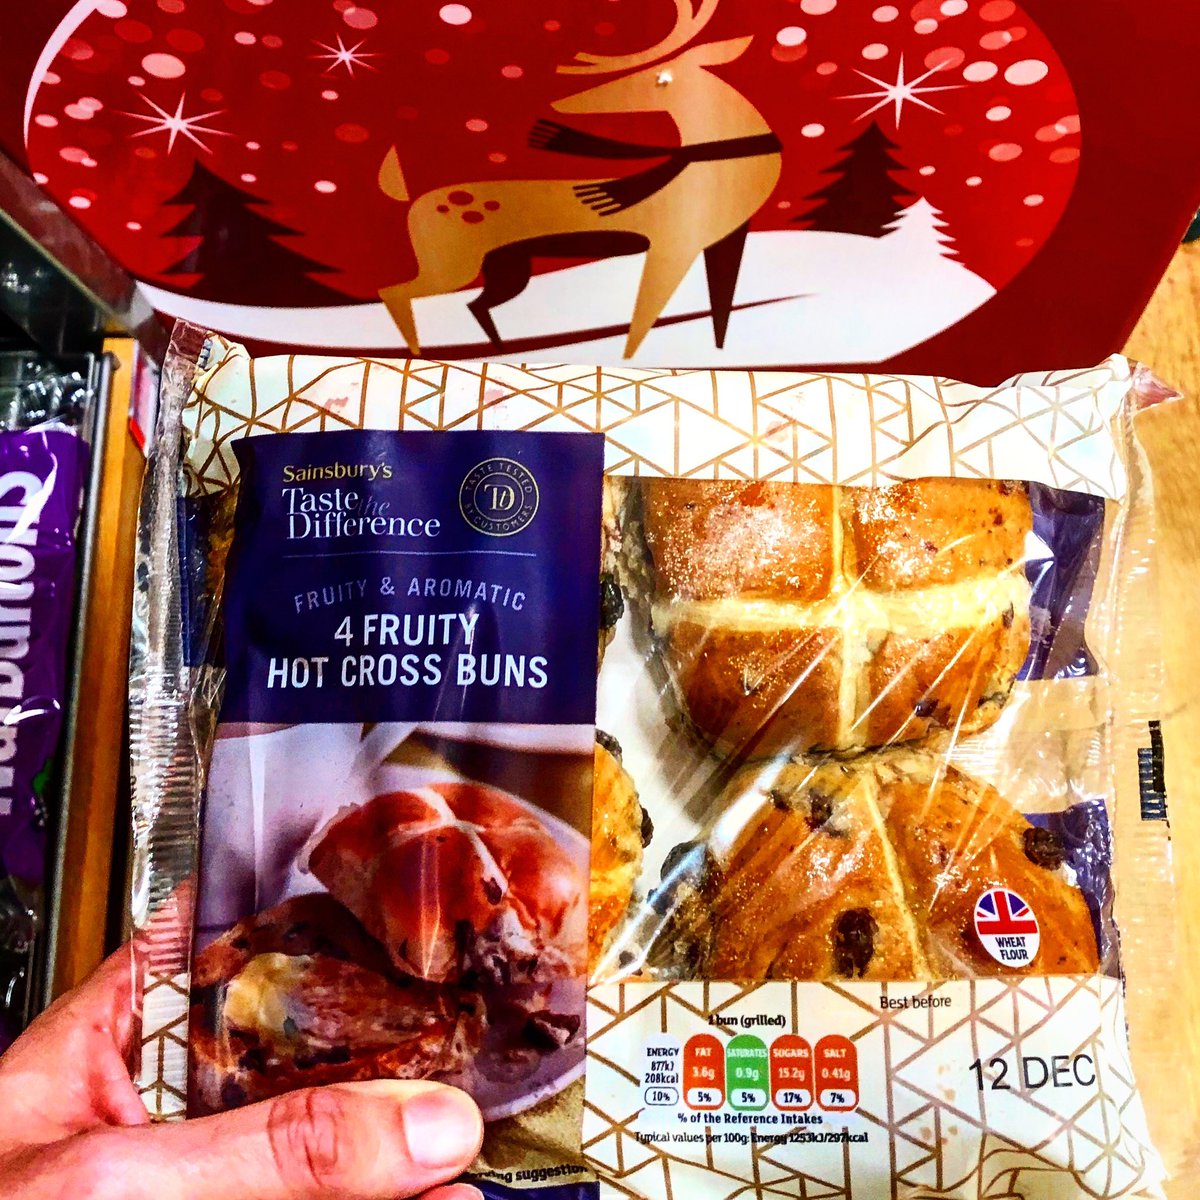 Sainsbury's
Taste the
Difference
TASTE TESTED
Td
BY CUSTOMERS
FRUITY & AROMATIC
4 FRUITY
HOT CROSS BUNS
WHEAT
FLOUR
Best before
12 DEC
1 bun (grilled)
ENERGY FAT SATURATES SUGARS SALT
877kJ 3.6g 0.9g 15.2g 0.41g
208kcal
10% 5% 5% 17% 7%
% of the Reference Intakes
Typical values per 100g: Energy 1253kJ/297kcal
suggestion